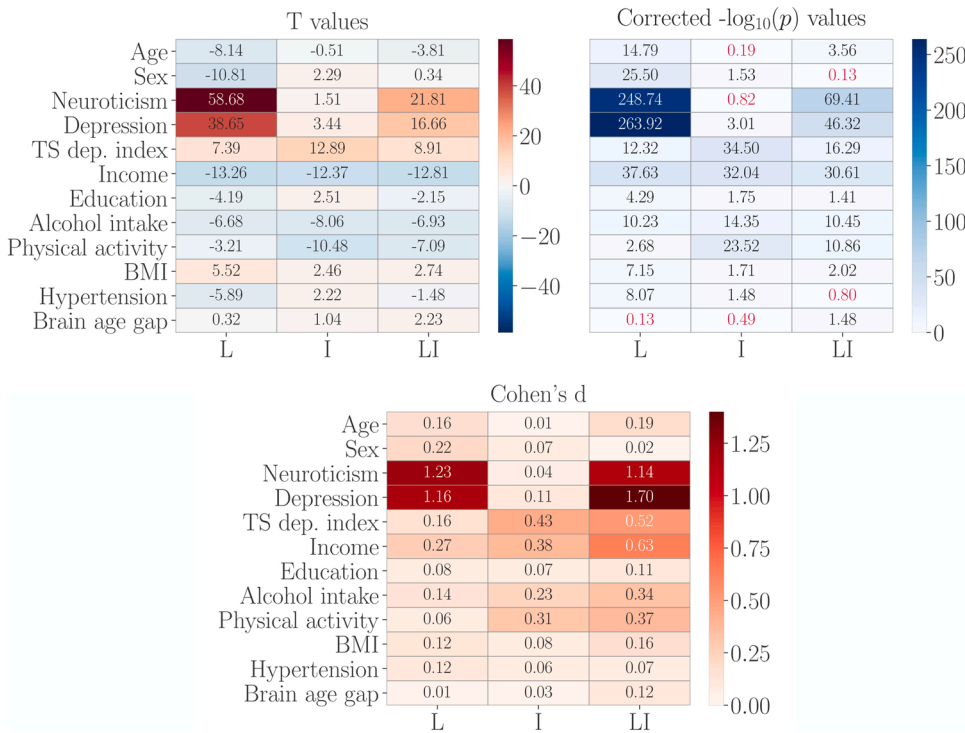 T values
Corrected -log10(p) values
Age -8.14 -0.51 -3.81 14.79 0.19 3.56
Sex -10.81 2.29 0.34 25.50 1.53 0.13
Neuroticism 58.68 1.51 21.81 248.74 0.82 69.41
Depression 38.65 3.44 16.66 263.92 3.01 46.32
TS dep. index 7.39 12.89 8.91 12.32 34.50 16.29
Income -13.26 -12.37 -12.81 37.63 32.04 30.61
Education -4.19 2.51 -2.15 4.29 1.75 1.41
Alcohol intake -6.68 -8.06 -6.93 10.23 14.35 10.45
Physical activity -3.21 -10.48 -7.09 2.68 23.52 10.86
BMI 5.52 2.46 2.74 7.15 1.71 2.02
Hypertension -5.89 2.22 -1.48 8.07 1.48 0.80
Brain age gap 0.32 1.04 2.23 0.13 0.49 1.48
L I LI L I LI
40
20
0
−20
−40
250
200
150
100
50
0
Cohen's d
Age 0.16 0.01 0.19
Sex 0.22 0.07 0.02
Neuroticism 1.23 0.04 1.14
Depression 1.16 0.11 1.70
TS dep. index 0.16 0.43 0.52
Income 0.27 0.38 0.63
Education 0.08 0.07 0.11
Alcohol intake 0.14 0.23 0.34
Physical activity 0.06 0.31 0.37
BMI 0.12 0.08 0.16
Hypertension 0.12 0.06 0.07
Brain age gap 0.01 0.03 0.12
L I LI
1.25
1.00
0.75
0.50
0.25
0.00